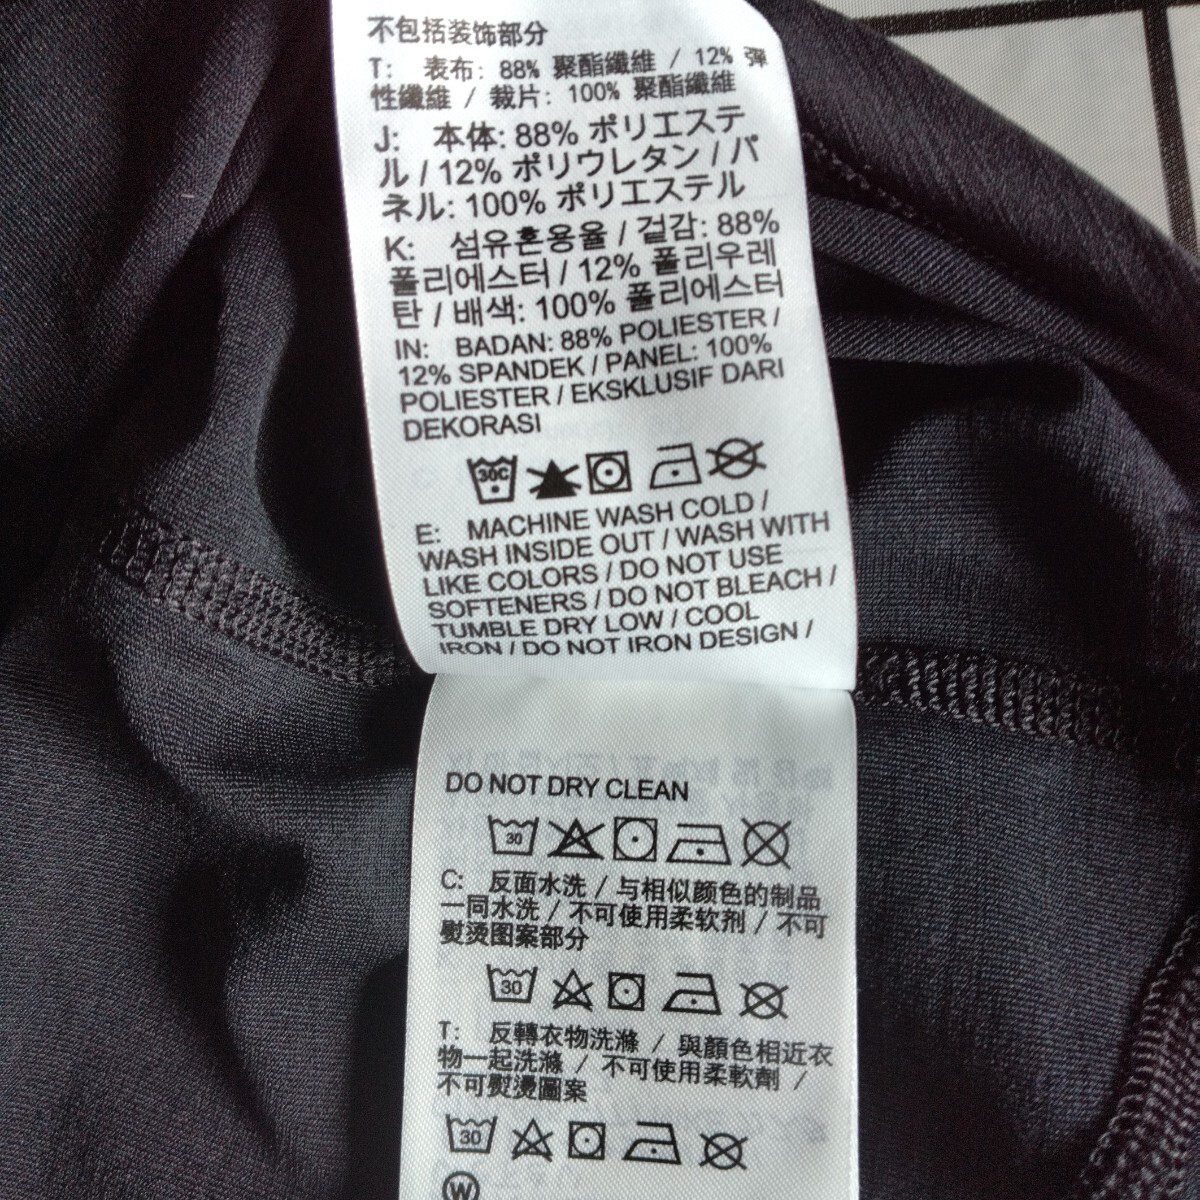 不包括装饰部分
T: 表布: 88% 聚酯纖維 / 12% 彈
性纖維 / 裁片: 100% 聚酯纖維
J: 本体: 88% ポリエステ
ル / 12% ポリウレタン / パ
ネル: 100% ポリエステル
K: 섬유혼용율 / 겉감: 88%
폴리에스터 / 12% 폴리우레
탄 / 배색: 100% 폴리에스터
IN: BADAN: 88% POLIESTER /
12% SPANDEK / PANEL: 100%
POLIESTER / EKSKLUSIF DARI
DEKORASI
30C
E: MACHINE WASH COLD /
WASH INSIDE OUT / WASH WITH
LIKE COLORS / DO NOT USE
SOFTENERS / DO NOT BLEACH /
TUMBLE DRY LOW / COOL
IRON / DO NOT IRON DESIGN /
DO NOT DRY CLEAN
30
C: 反面水洗 / 与相似颜色的制品
一同水洗 / 不可使用柔软剂 / 不可
熨烫图案部分
30
T: 反轉衣物洗滌 / 與顏色相近衣
物一起洗滌 / 不可使用柔軟劑 /
不可熨燙圖案
30
W